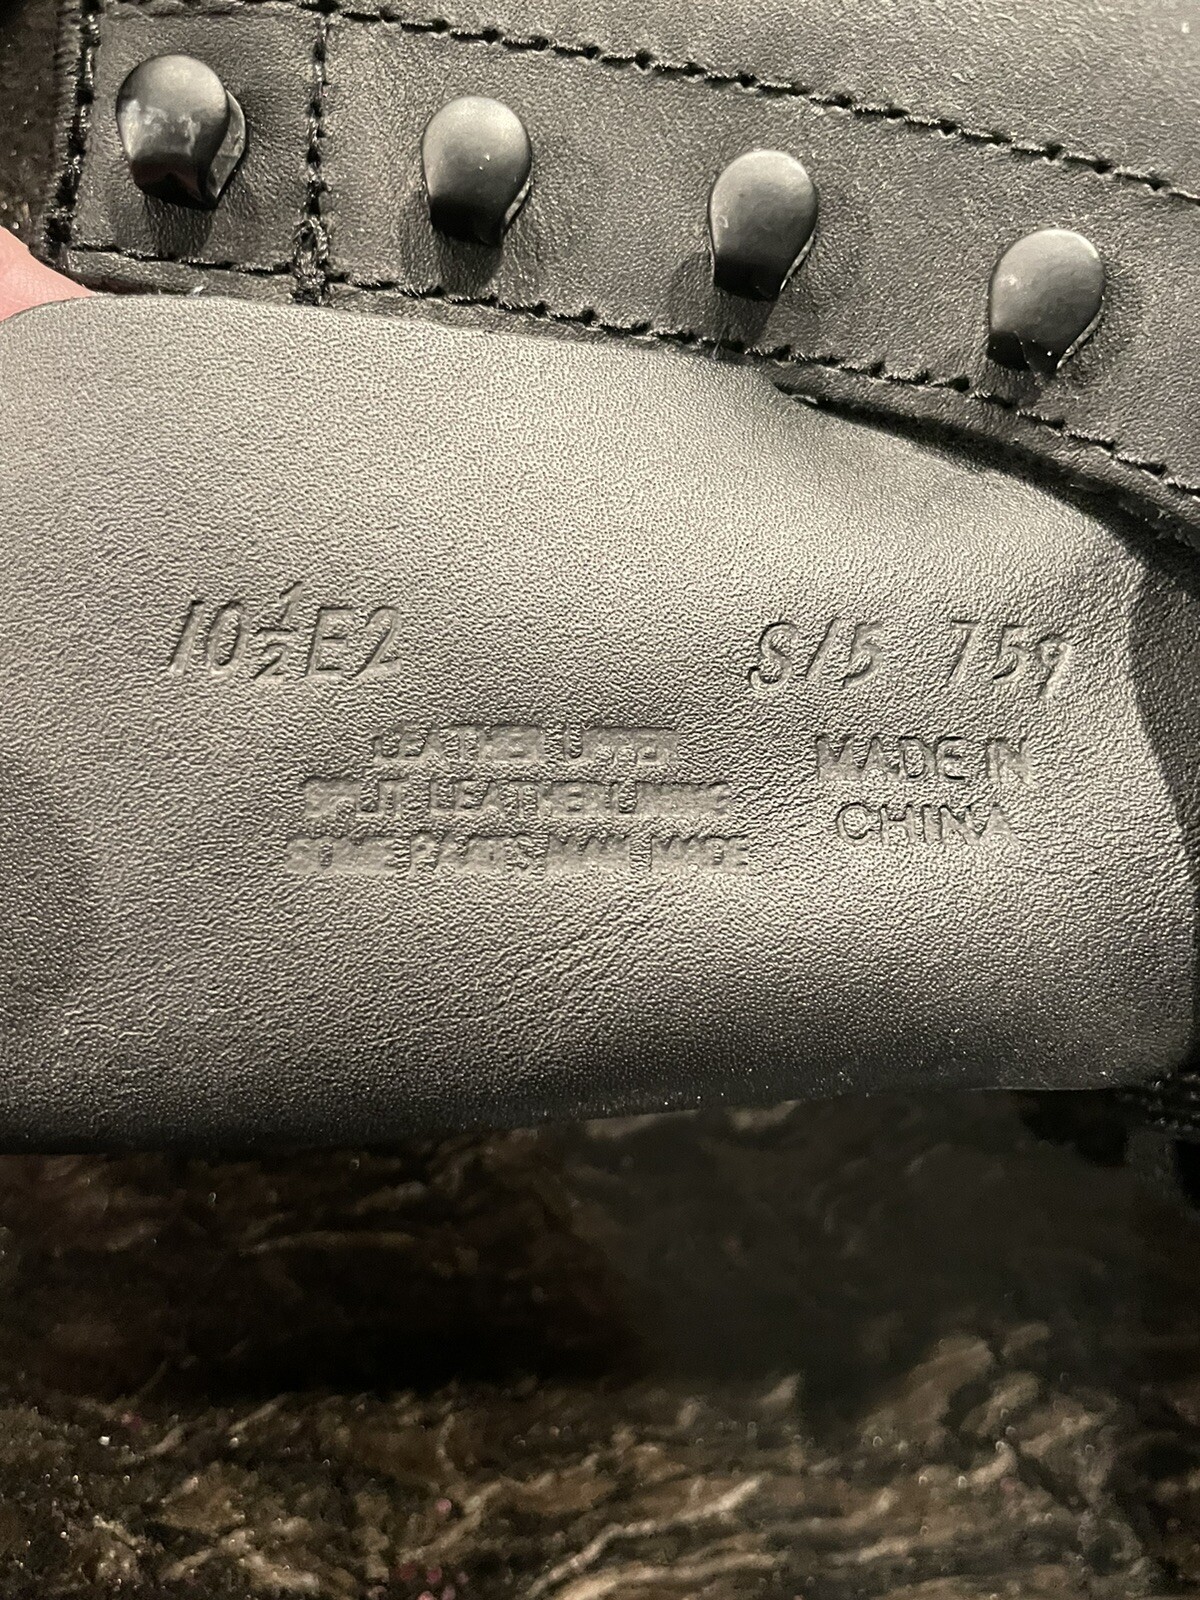 10½E2
S/5 759
LEATHER UPPER
SPLIT LEATHER LINING
SOME PARTS MAN MADE
MADE IN
CHINA